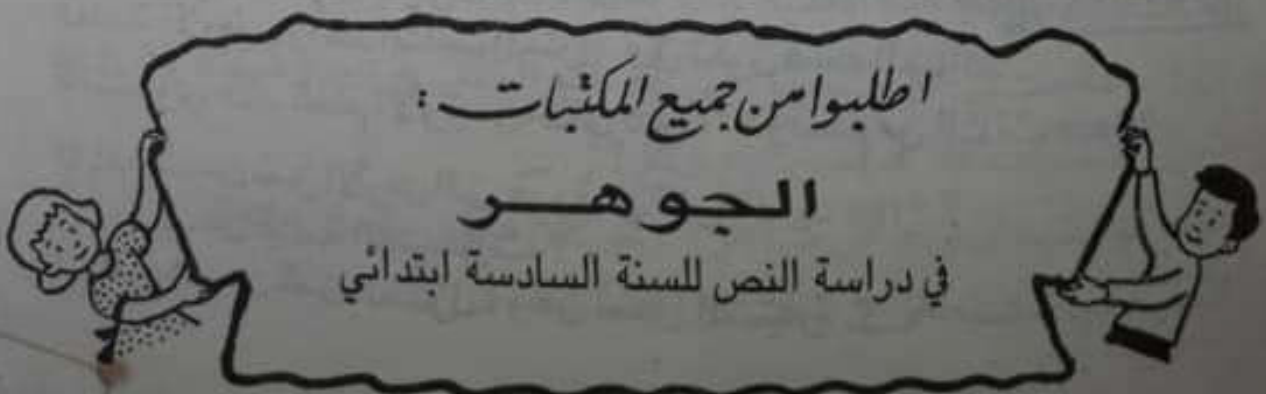 اطلبوا من جميع المكتبات :
الجوهر
في دراسة النص للسنة السادسة ابتدائي